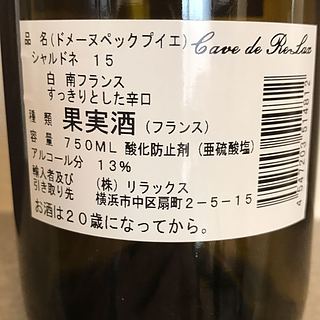 品 名(ドメーヌペックプイエ) Cave de Re-Lax
シャルドネ 15
白 南フランス
すっきりとした辛口
種 類 果実酒(フランス)
容 量 750ML 酸化防止剤(亜硫酸塩)
アルコール分 13%
輸入者及び (株)リラックス
引き取り先 横浜市中区扇町2-5-15
お酒は20歳になってから。
4 547203 514812